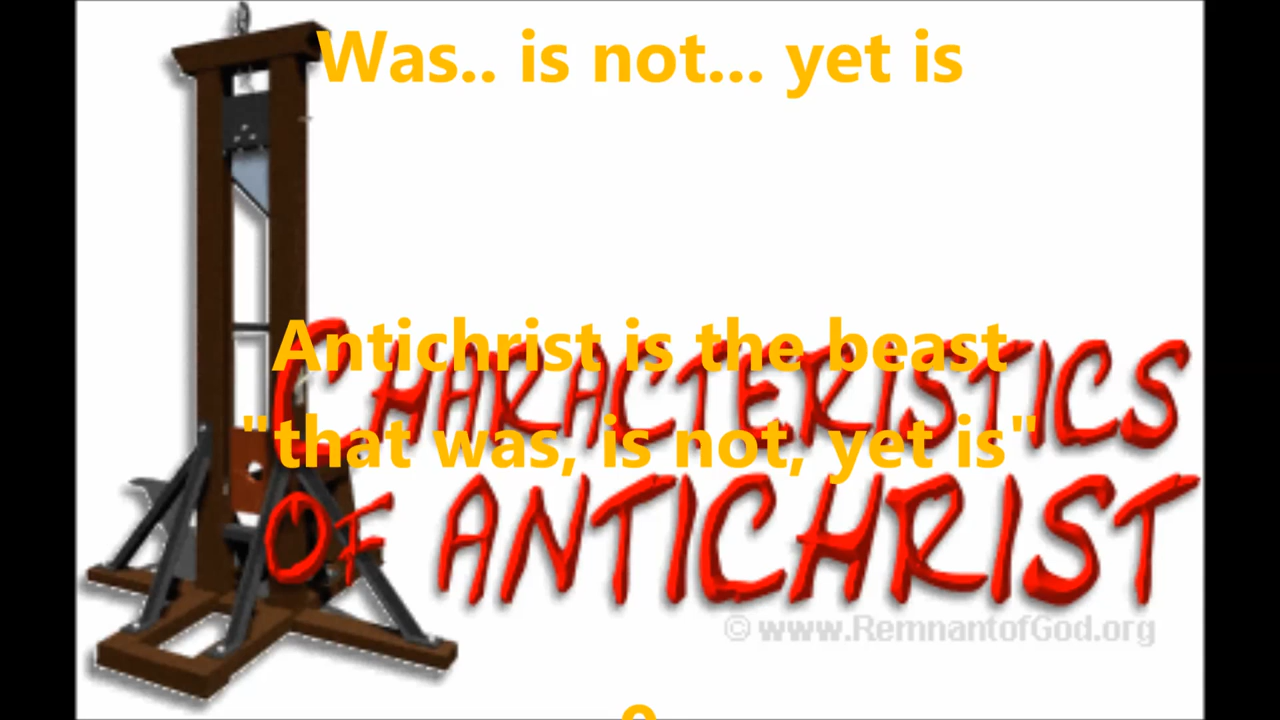 Was.. is not... yet is
Antichrist is the beast
CHARACTERISTICS
"that was, is not, yet is"
OF ANTICHRIST
© www.RemnantofGod.org